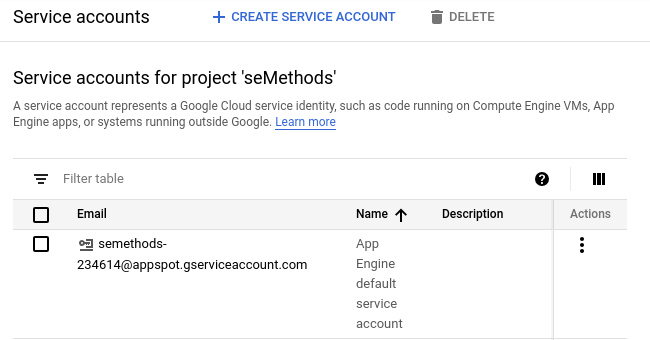 Service accounts
CREATE SERVICE ACCOUNT
DELETE
Service accounts for project 'seMethods'
A service account represents a Google Cloud service identity, such as code running on Compute Engine VMs, App
Engine apps, or systems running outside Google. Learn more
Filter table
Email
Name
Description
Actions
semethods-
234614@appspot.gserviceaccount.com
App
Engine
default
service
account